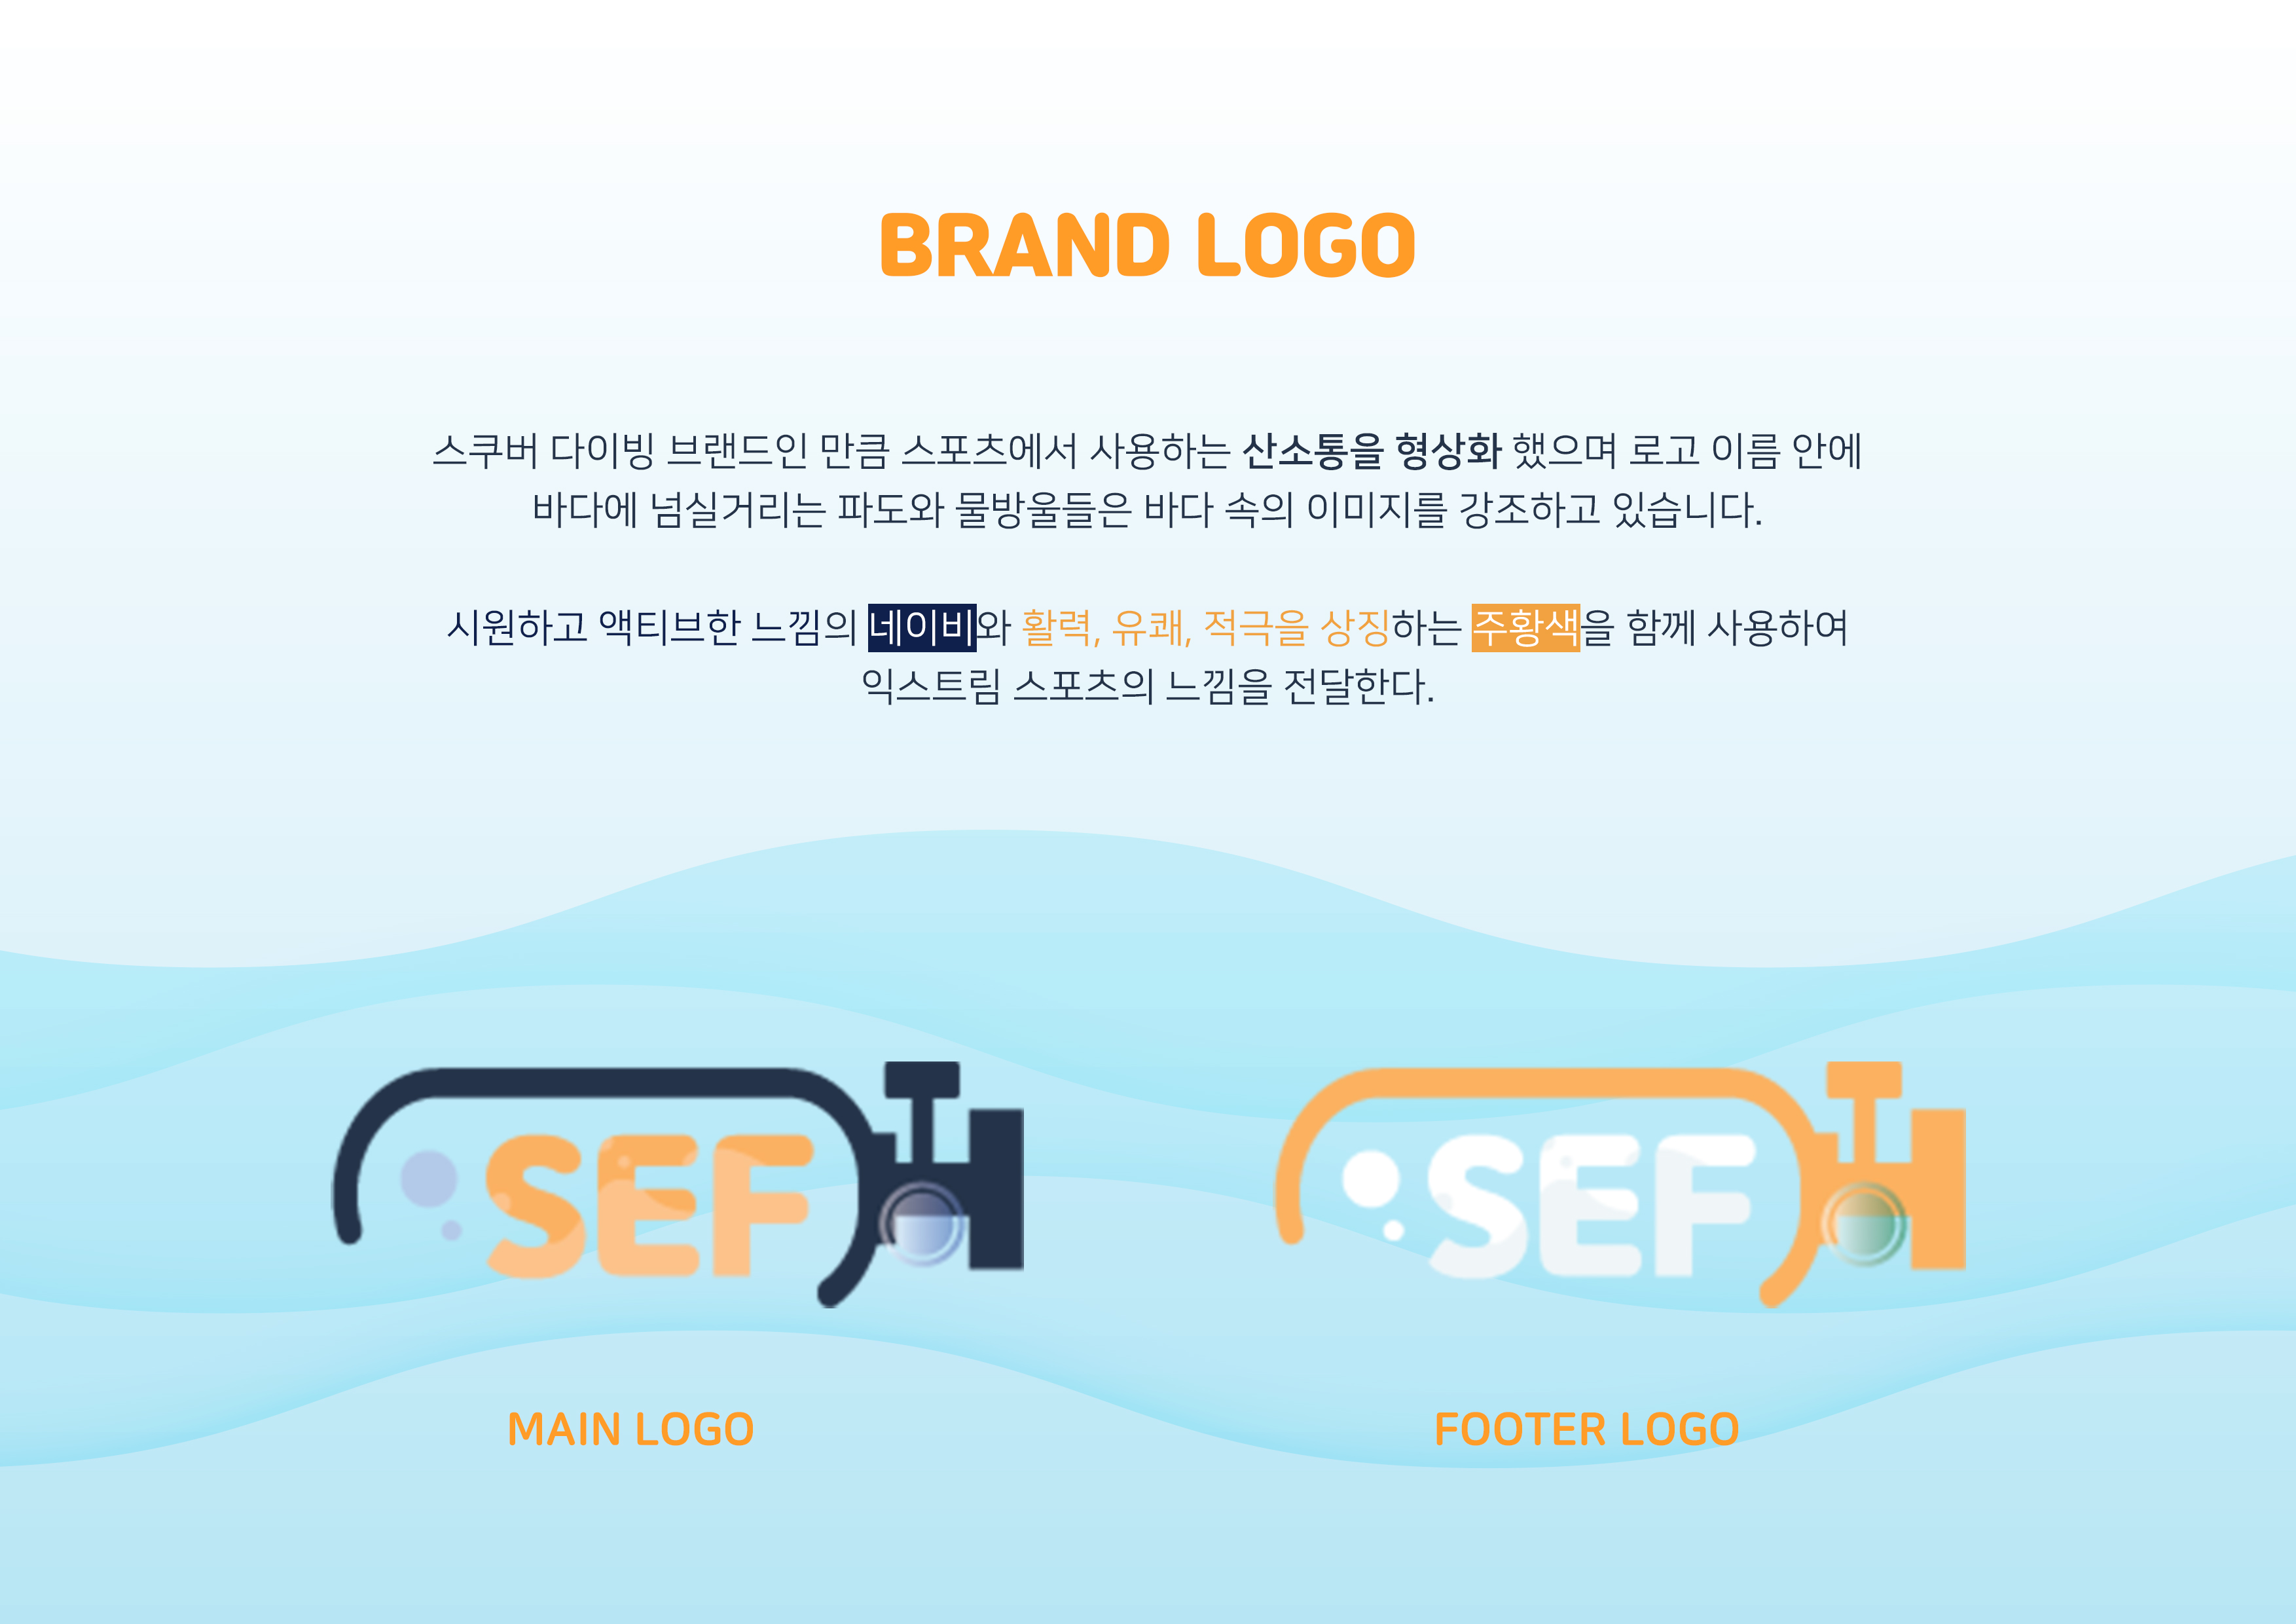 BRAND LOGO
스쿠버 다이빙 브랜드인 만큼 스포츠에서 사용하는 산소통을 형상화 했으며 로고 이름 안에
바다에 넘실거리는 파도와 물방울들은 바다 속의 이미지를 강조하고 있습니다.
시원하고 액티브한 느낌의 네이비와 활력, 유쾌, 적극을 상징하는 주황색을 함께 사용하여
익스트림 스포츠의 느낌을 전달한다.
SEF
SEF
MAIN LOGO
FOOTER LOGO